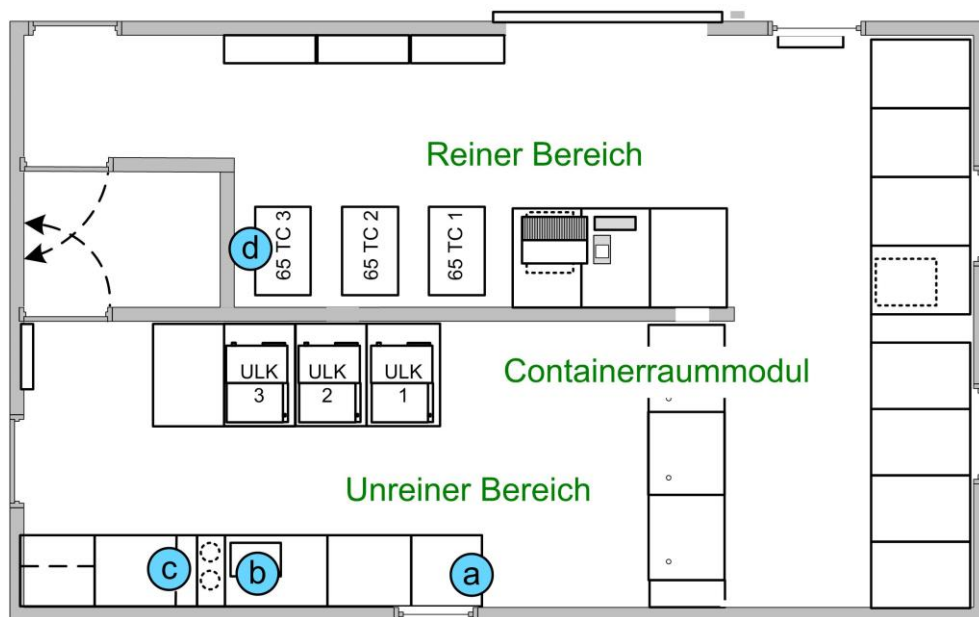 Reiner Bereich
d
65 TC 3
65 TC 2
65 TC 1
Containerraummodul
ULK
3
ULK
2
ULK
1
Unreiner Bereich
c
b
a